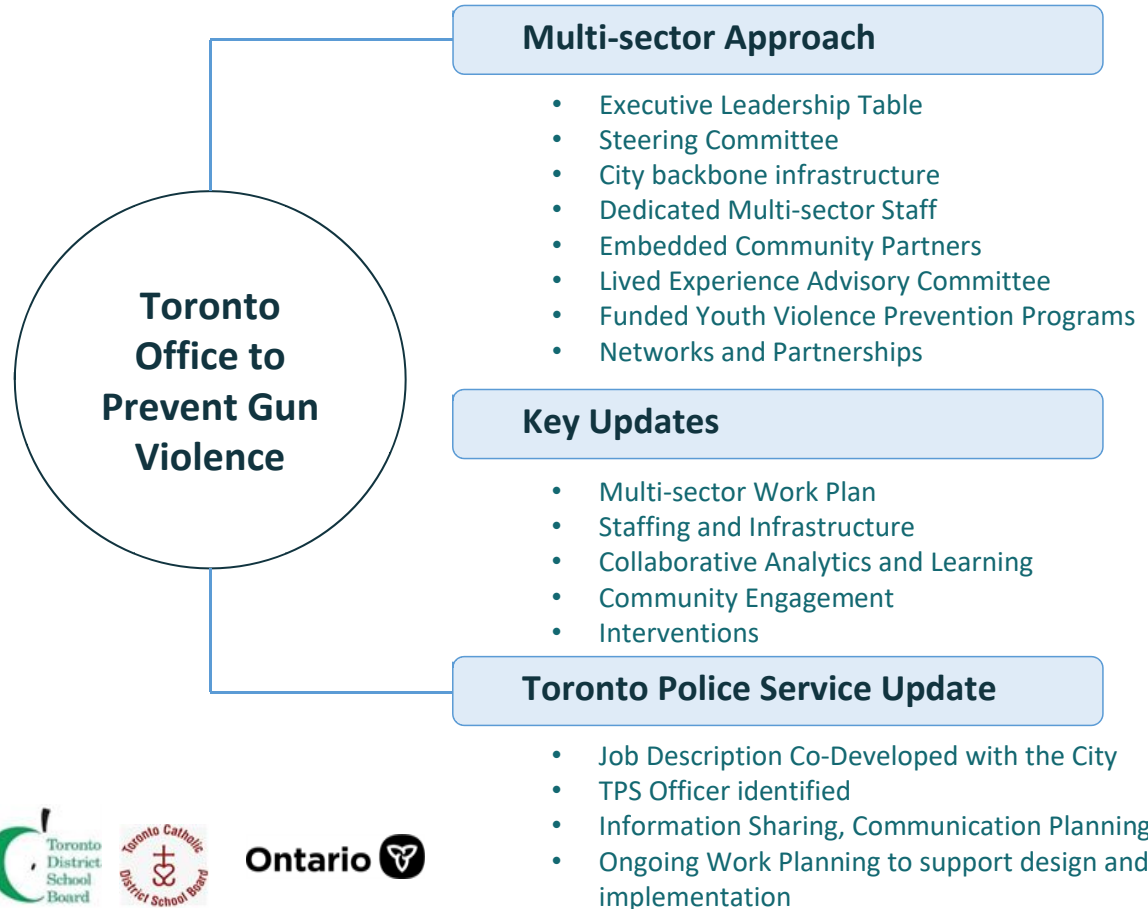 Multi-sector Approach
• Executive Leadership Table
• Steering Committee
• City backbone infrastructure
• Dedicated Multi-sector Staff
• Embedded Community Partners
• Lived Experience Advisory Committee
• Funded Youth Violence Prevention Programs
• Networks and Partnerships
Toronto
Office to
Prevent Gun
Violence
Key Updates
• Multi-sector Work Plan
• Staffing and Infrastructure
• Collaborative Analytics and Learning
• Community Engagement
• Interventions
Toronto Police Service Update
• Job Description Co-Developed with the City
• TPS Officer identified
• Information Sharing, Communication Planning
• Ongoing Work Planning to support design and
implementation
Toronto
District
School
Board
Toronto Catholic
District School Board
Ontario